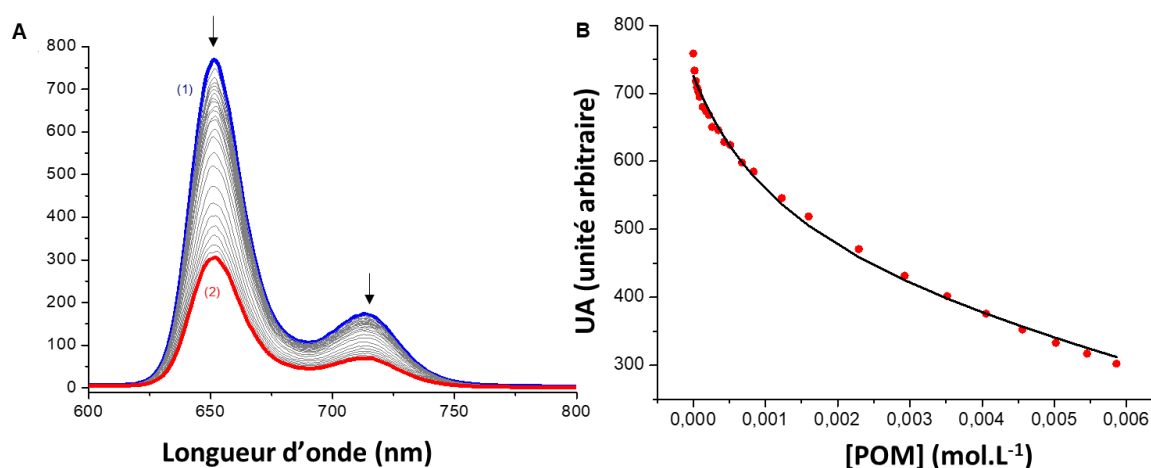 A
800
700
600
500
400
300
200
100
0
(1)
(2)
600 650 700 750 800
Longueur d’onde (nm)
B
800
700
600
500
400
300
UA (unité arbitraire)
0,000 0,001 0,002 0,003 0,004 0,005 0,006
[POM] (mol.L⁻¹)